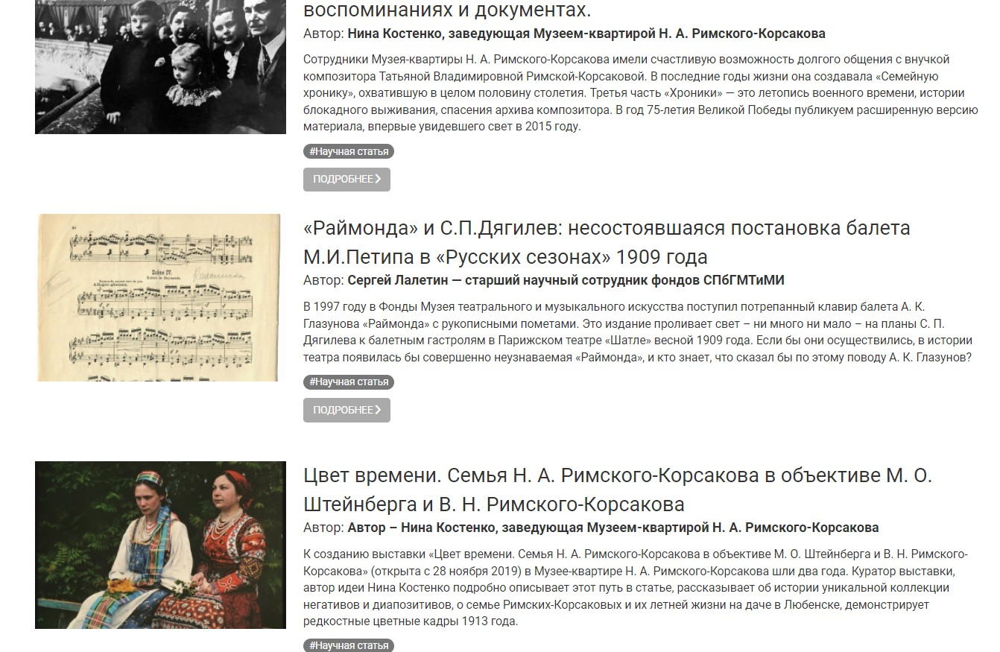 воспоминаниях и документах.
Автор: Нина Костенко, заведующая Музеем-квартирой Н. А. Римского-Корсакова
Сотрудники Музея-квартиры Н. А. Римского-Корсакова имели счастливую возможность долгого общения с внучкой
композитора Татьяной Владимировной Римской-Корсаковой. В последние годы жизни она создавала «Семейную
хронику», охватившую в целом половину столетия. Третья часть «Хроники» — это летопись военного времени, истории
блокадного выживания, спасения архива композитора. В год 75-летия Великой Победы публикуем расширенную версию
материала, впервые увидевшего свет в 2015 году.
#Научная статья
ПОДРОБНЕЕ
«Раймонда» и С.П.Дягилев: несостоявшаяся постановка балета
М.И.Петипа в «Русских сезонах» 1909 года
Автор: Сергей Лалетин — старший научный сотрудник фондов СПбГМТиМИ
В 1997 году в Фонды Музея театрального и музыкального искусства поступил потрепанный клавир балета А. К.
Глазунова «Раймонда» с рукописными пометами. Это издание проливает свет – ни много ни мало – на планы С. П.
Дягилева к балетным гастролям в Парижском театре «Шатле» весной 1909 года. Если бы они осуществились, в истории
театра появилась бы совершенно неузнаваемая «Раймонда», и кто знает, что сказал бы по этому поводу А. К. Глазунов?
#Научная статья
ПОДРОБНЕЕ
Scène IV.
Allegro
Цвет времени. Семья Н. А. Римского-Корсакова в объективе М. О.
Штейнберга и В. Н. Римского-Корсакова
Автор: Автор – Нина Костенко, заведующая Музеем-квартирой Н. А. Римского-Корсакова
К созданию выставки «Цвет времени. Семья Н. А. Римского-Корсакова в объективе М. О. Штейнберга и В. Н. Римского-
Корсакова» (открыта с 28 ноября 2019) в Музее-квартире Н. А. Римского-Корсакова шли два года. Куратор выставки,
автор идеи Нина Костенко подробно описывает этот путь в статье, рассказывает об истории уникальной коллекции
негативов и диапозитивов, о семье Римских-Корсаковых и их летней жизни на даче в Любенске, демонстрирует
редкостные цветные кадры 1913 года.
#Научная статья